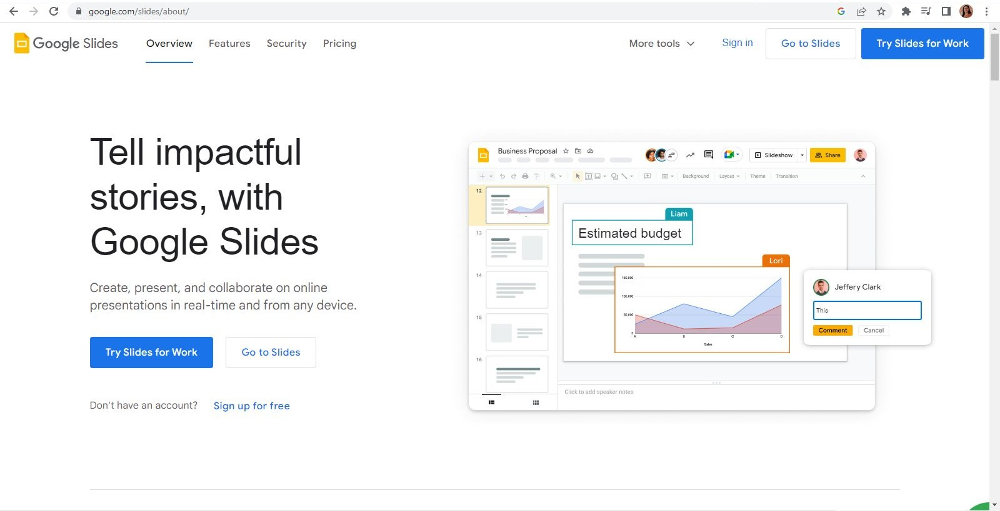 google.com/slides/about/
Google Slides
Overview
Features
Security
Pricing
More tools
Sign in
Go to Slides
Try Slides for Work
Tell impactful
stories, with
Google Slides
Create, present, and collaborate on online
presentations in real-time and from any device.
Try Slides for Work
Go to Slides
Don't have an account?
Sign up for free
Business Proposal
Slideshow
Share
Background
Layout
Theme
Transition
12
13
14
15
16
Liam
Estimated budget
Lori
150,000
100,000
50,000
0
A
B
C
D
Sales
Jeffery Clark
This
Comment
Cancel
Click to add speaker notes